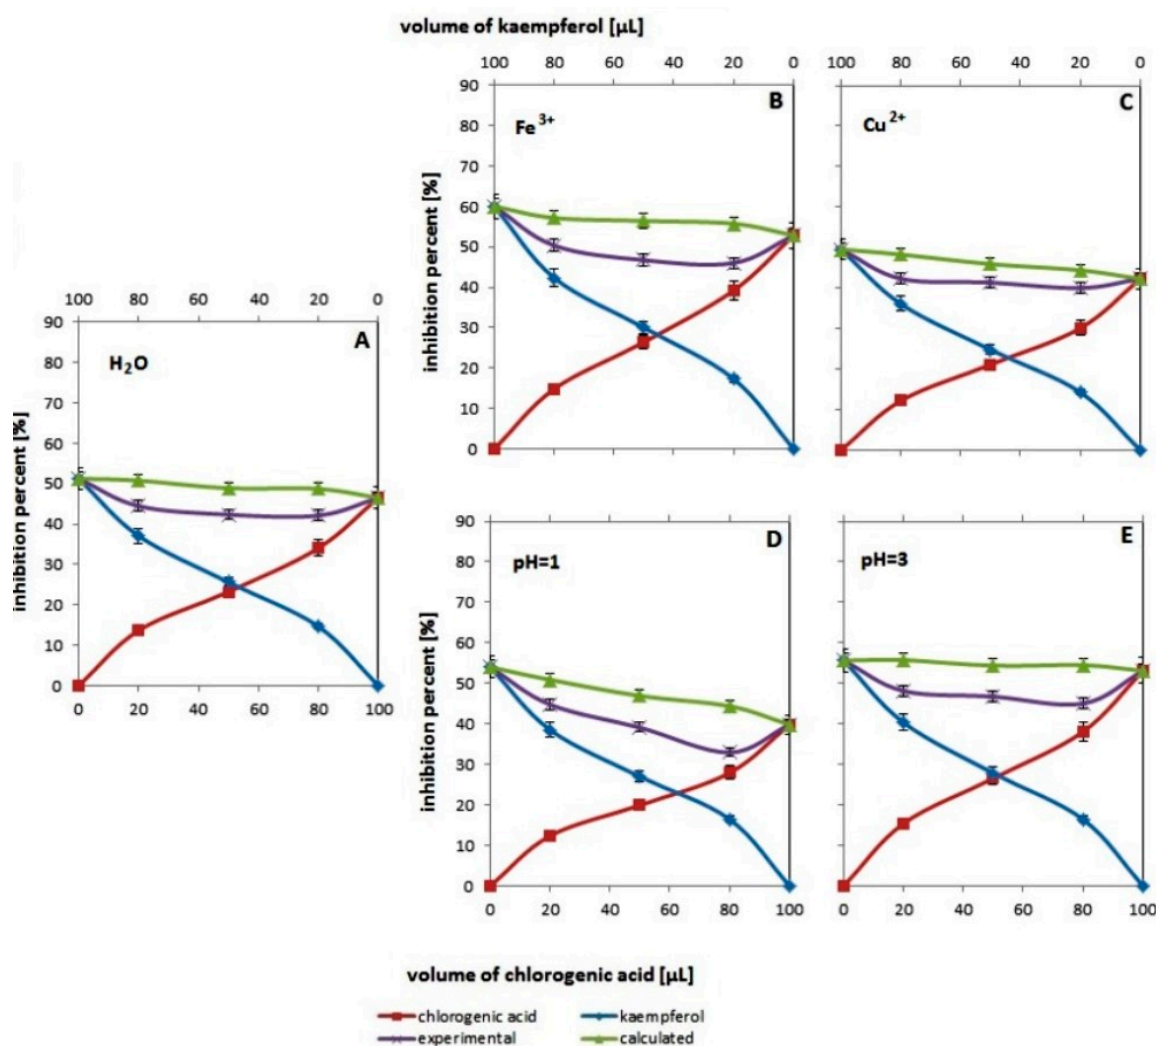 volume of kaempferol [µL]
100 80 60 40 20 0
100 80 60 40 20 0
90
80
70
60
50
40
30
20
10
0
inhibition percent [%]
Fe3+
B
Cu2+
C
100 80 60 40 20 0
90
80
70
60
50
40
30
20
10
0
inhibition percent [%]
H2O
A
0 20 40 60 80 100
90
80
70
60
50
40
30
20
10
0
inhibition percent [%]
pH=1
D
pH=3
E
0 20 40 60 80 100
0 20 40 60 80 100
volume of chlorogenic acid [µL]
chlorogenic acid
kaempferol
experimental
calculated